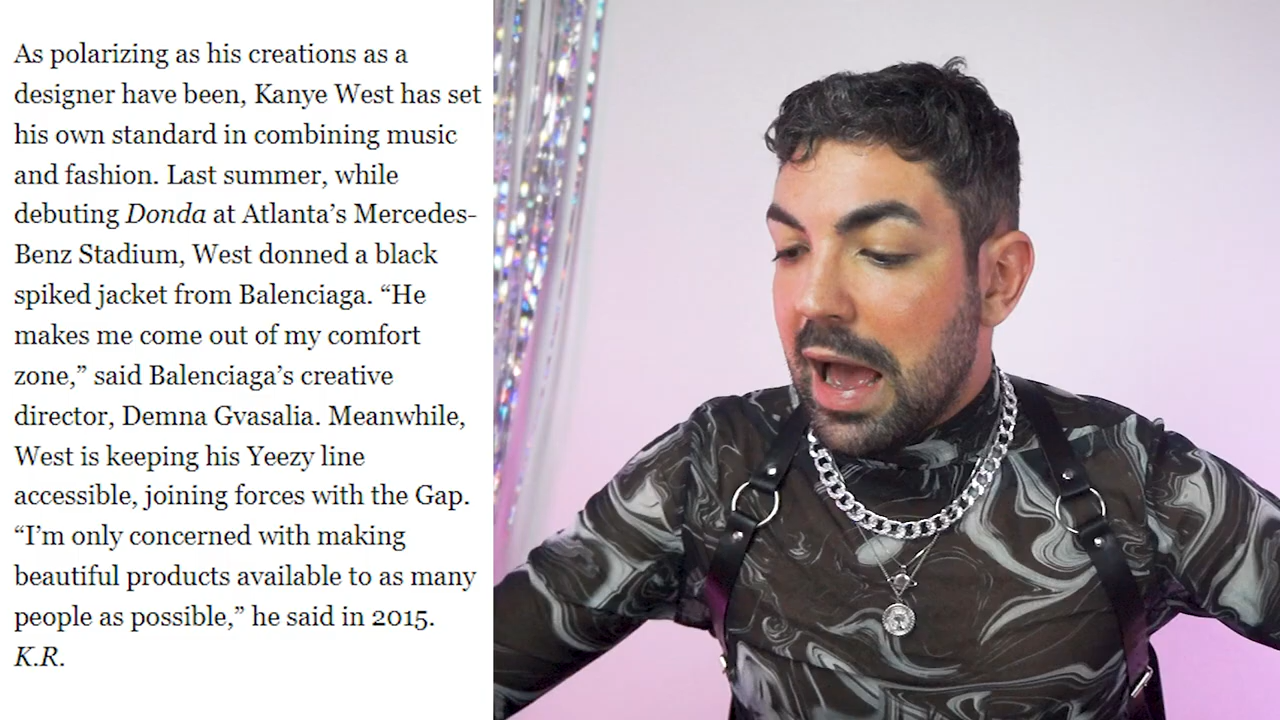 As polarizing as his creations as a
designer have been, Kanye West has set
his own standard in combining music
and fashion. Last summer, while
debuting Donda at Atlanta’s Mercedes-
Benz Stadium, West donned a black
spiked jacket from Balenciaga. “He
makes me come out of my comfort
zone,” said Balenciaga’s creative
director, Demna Gvasalia. Meanwhile,
West is keeping his Yeezy line
accessible, joining forces with the Gap.
“I’m only concerned with making
beautiful products available to as many
people as possible,” he said in 2015.
K.R.